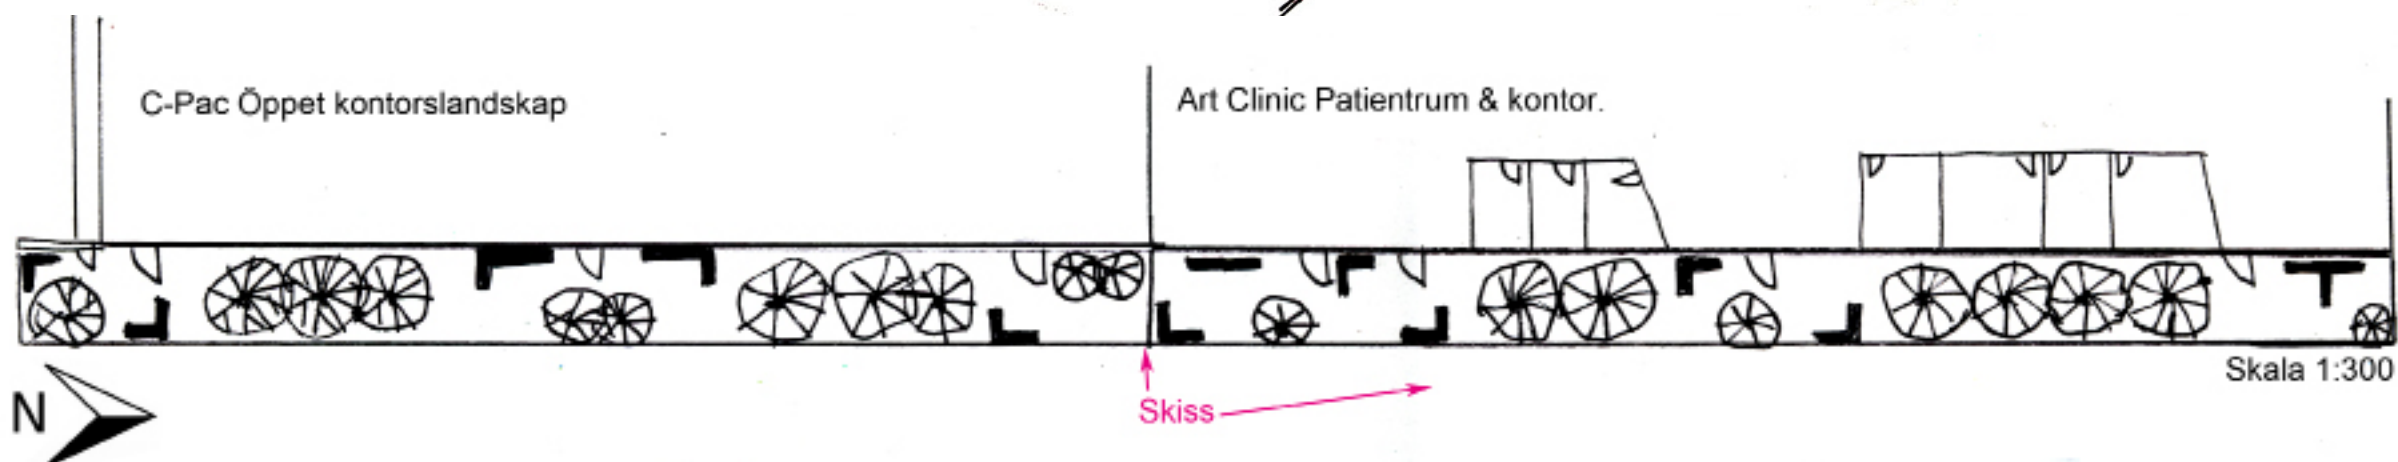 C-Pac Öppet kontorslandskap
Art Clinic Patientrum & kontor.
Skala 1:300
N
Skiss